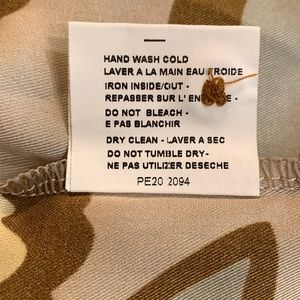 HAND WASH COLD
LAVER A LA MAIN EAU FROIDE
IRON INSIDE/OUT -
REPASSER SUR L'
DO NOT BLEACH -
E PAS BLANCHIR
DRY CLEAN - LAVER A SEC
DO NOT TUMBLE DRY-
NE PAS UTILIZER DESECHE
PE20 2094